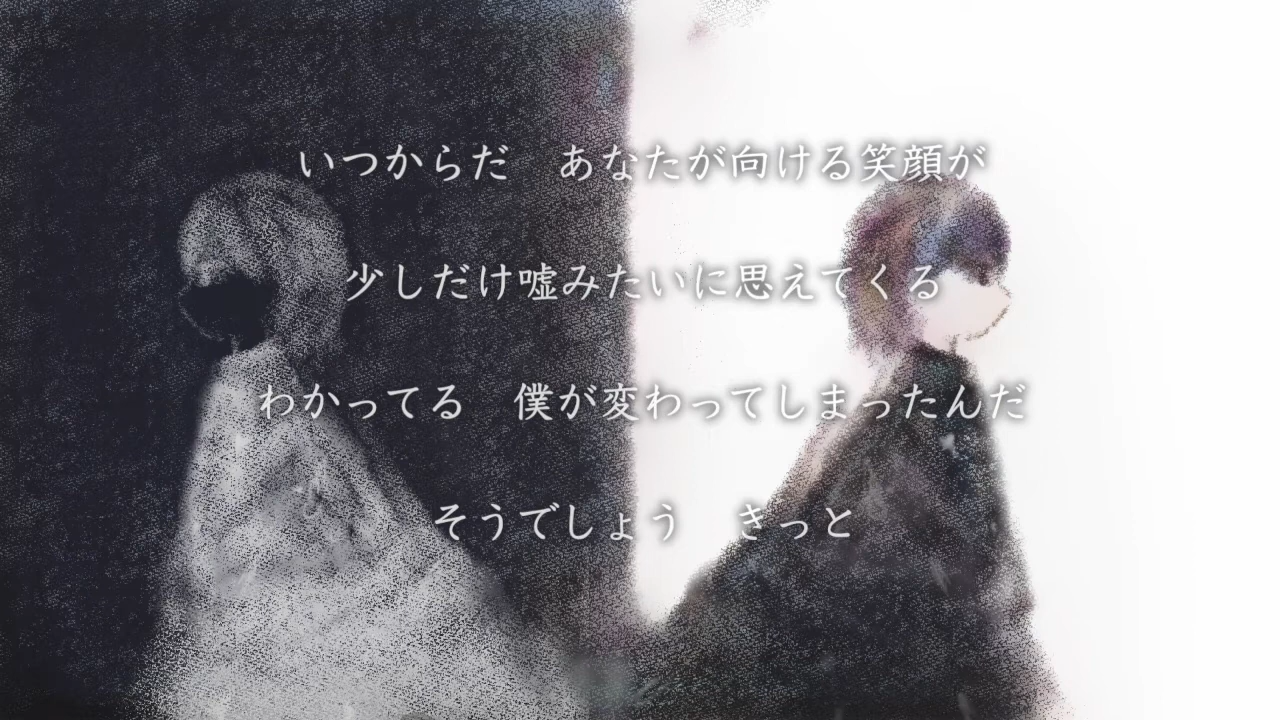 いつからだ　あなたが向ける笑顔が
少しだけ嘘みたいに思えてくる
わかってる　僕が変わってしまったんだ
そうでしょう　きっと